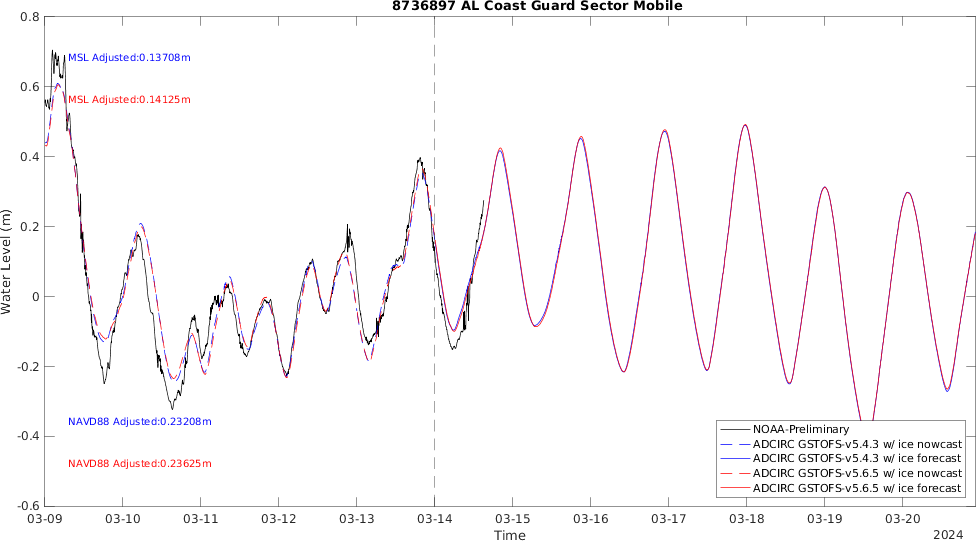 8736897 AL Coast Guard Sector Mobile
Water Level (m)
0.8
0.6
0.4
0.2
0
-0.2
-0.4
-0.6
MSL Adjusted:0.13708m
MSL Adjusted:0.14125m
NAVD88 Adjusted:0.23208m
NAVD88 Adjusted:0.23625m
NOAA-Preliminary
ADCIRC GSTOFS-v5.4.3 w/ ice nowcast
ADCIRC GSTOFS-v5.4.3 w/ ice forecast
ADCIRC GSTOFS-v5.6.5 w/ ice nowcast
ADCIRC GSTOFS-v5.6.5 w/ ice forecast
03-09 03-10 03-11 03-12 03-13 03-14 03-15 03-16 03-17 03-18 03-19 03-20
Time
2024